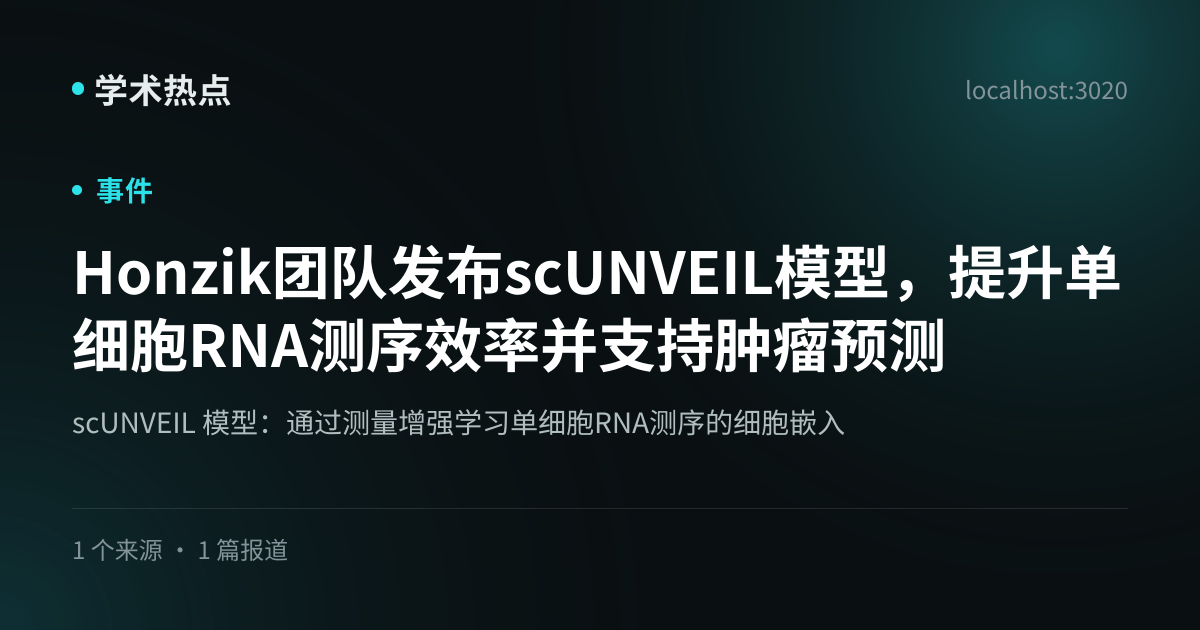 学术热点
localhost:3020
事件
Honzik团队发布scUNVEIL模型，提升单
细胞RNA测序效率并支持肿瘤预测
scUNVEIL 模型：通过测量增强学习单细胞RNA测序的细胞嵌入
1 个来源 · 1 篇报道